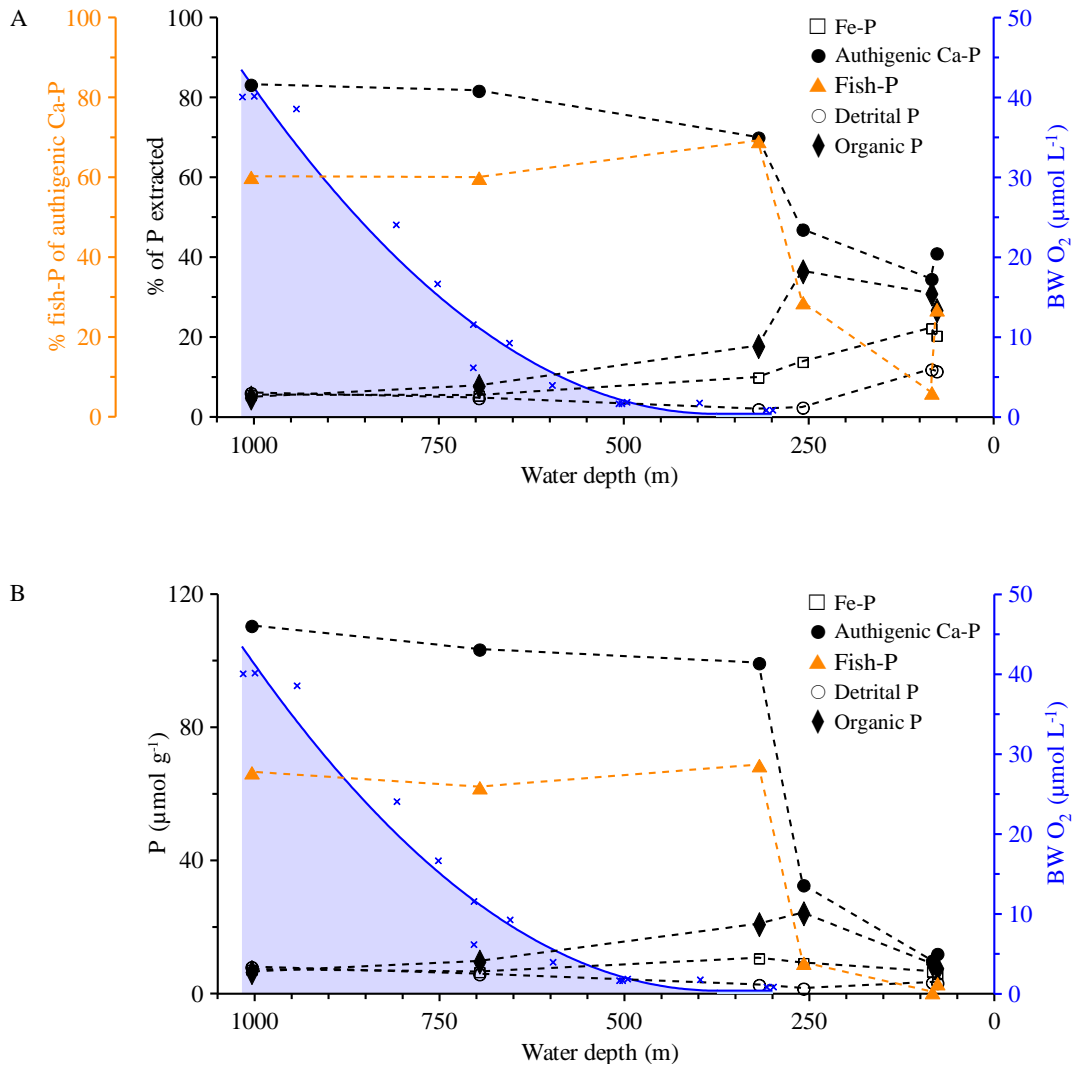 A
% fish-P of authigenic Ca-P
% of P extracted
BW O₂ (µmol L⁻¹)
100
80
60
40
20
0
100
80
60
40
20
0
50
40
30
20
10
0
Fe-P
Authigenic Ca-P
Fish-P
Detrital P
Organic P
1000 750 500 250 0
Water depth (m)
B
P (µmol g⁻¹)
BW O₂ (µmol L⁻¹)
120
80
40
0
50
40
30
20
10
0
Fe-P
Authigenic Ca-P
Fish-P
Detrital P
Organic P
1000 750 500 250 0
Water depth (m)